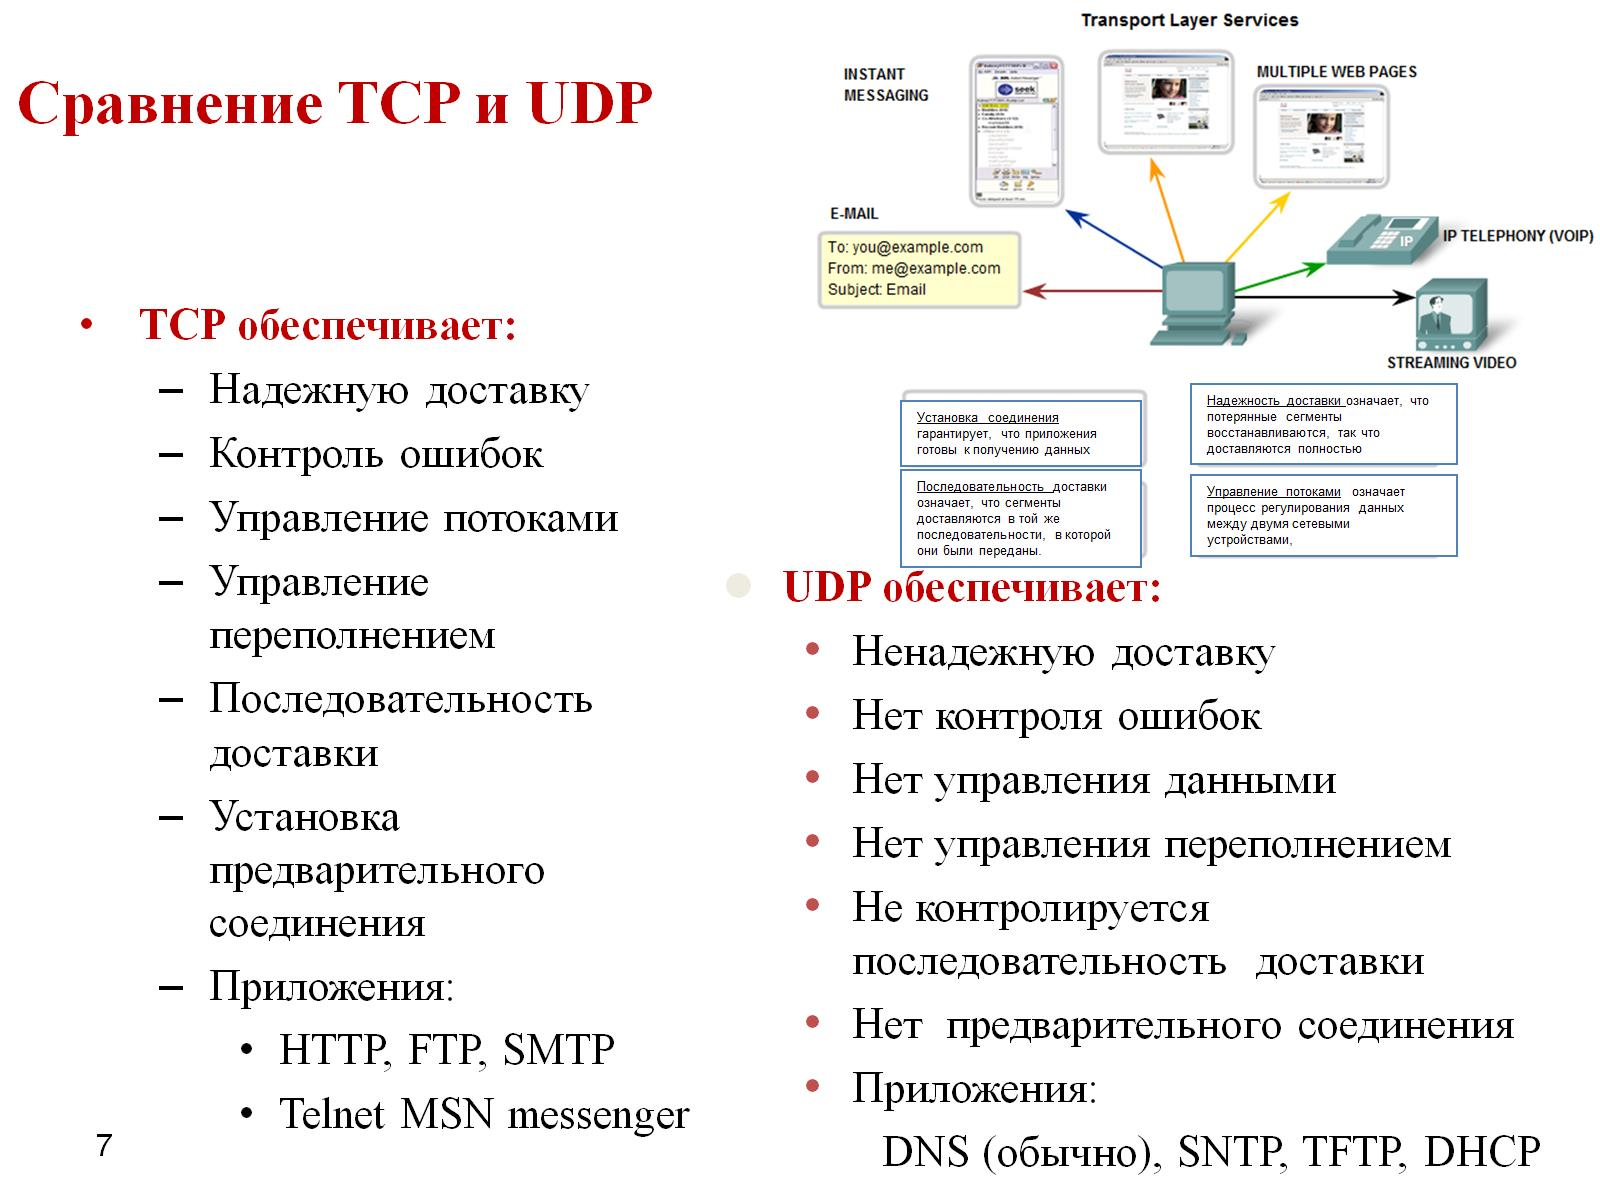 Сравнение TCP и UDP
Transport Layer Services
INSTANT
MESSAGING
MULTIPLE WEB PAGES
E-MAIL
To: you@example.com
From: me@example.com
Subject: Email
IP
IP TELEPHONY (VOIP)
STREAMING VIDEO
seek
Установка соединения
гарантирует, что приложения
готовы к получению данных
Надежность доставки означает, что
потерянные сегменты
восстанавливаются, так что
доставляются полностью
Последовательность доставки
означает, что сегменты
доставляются в той же
последовательности, в которой
они были переданы.
Управление потоками означает
процесс регулирования данных
между двумя сетевыми
устройствами,
• TCP обеспечивает:
– Надежную доставку
– Контроль ошибок
– Управление потоками
– Управление
переполнением
– Последовательность
доставки
– Установка
предварительного
соединения
– Приложения:
• HTTP, FTP, SMTP
• Telnet MSN messenger
• UDP обеспечивает:
• Ненадежную доставку
• Нет контроля ошибок
• Нет управления данными
• Нет управления переполнением
• Не контролируется
последовательность доставки
• Нет предварительного соединения
• Приложения:
DNS (обычно), SNTP, TFTP, DHCP
7